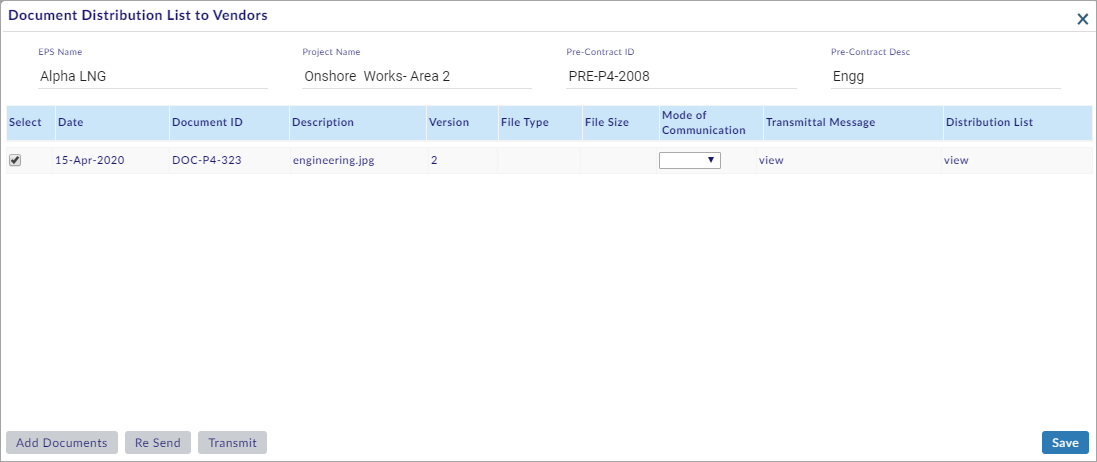 Document Distribution List to Vendors
X
EPS Name Project Name Pre-Contract ID Pre-Contract Desc
Alpha LNG Onshore Works- Area 2 PRE-P4-2008 Engg
Select Date Document ID Description Version File Type File Size Mode of Communication Transmittal Message Distribution List
15-Apr-2020 DOC-P4-323 engineering.jpg 2 view view
Add Documents Re Send Transmit Save